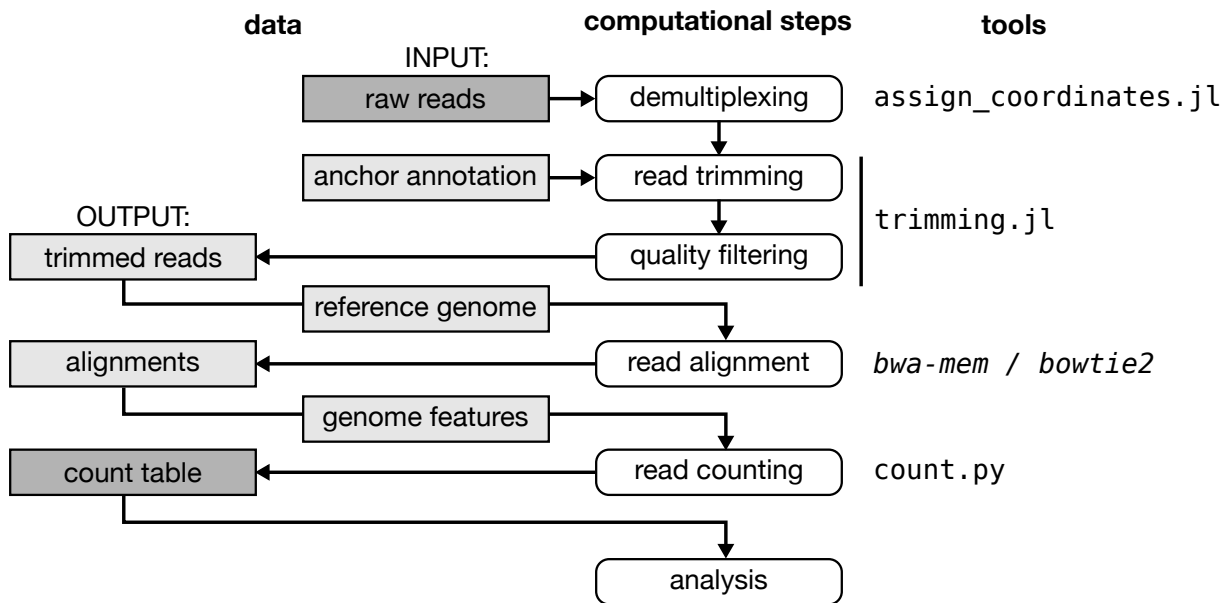 data
computational steps
tools
INPUT:
raw reads
demultiplexing
assign_coordinates.jl
anchor annotation
read trimming
trimming.jl
OUTPUT:
trimmed reads
quality filtering
reference genome
alignments
read alignment
bwa-mem / bowtie2
genome features
count table
read counting
count.py
analysis